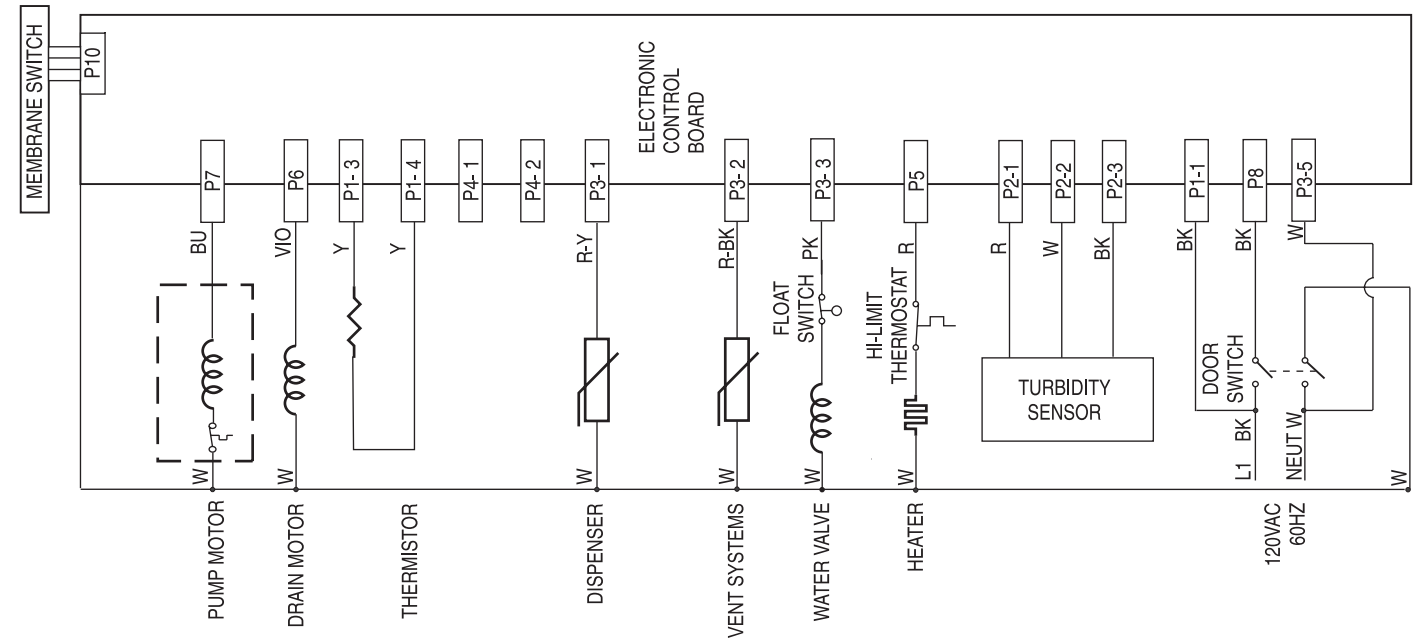 MEMBRANE SWITCH
P10
ELECTRONIC
CONTROL
BOARD
P7
P6
P1- 3
P1- 4
P4- 1
P4- 2
P3- 1
P3- 2
P3- 3
P5
P2-1
P2-2
P2-3
P1-1
P8
P3-5
BU
VIO
Y
Y
R-Y
R-BK
PK
R
R
W
BK
BK
BK
W
FLOAT
SWITCH
HI-LIMIT
THERMOSTAT
TURBIDITY
SENSOR
DOOR
SWITCH
W
W
W
W
W
W
L1
BK
NEUT W
W
PUMP MOTOR
DRAIN MOTOR
THERMISTOR
DISPENSER
VENT SYSTEMS
WATER VALVE
HEATER
120VAC
60HZ